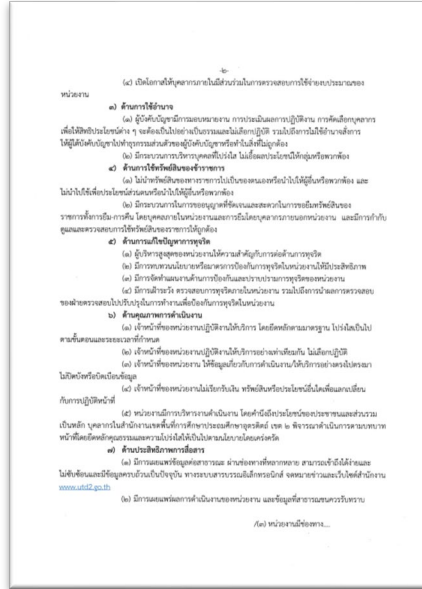 -๒-
(๔) เปิดโอกาสให้บุคลากรภายในมีส่วนร่วมในการตรวจสอบการใช้จ่ายงบประมาณของ
หน่วยงาน
๓) ด้านการใช้อำนาจ
(๑) ผู้บังคับบัญชามีการมอบหมายงาน การประเมินผลการปฏิบัติงาน การคัดเลือกบุคลากร
เพื่อให้สิทธิประโยชน์ต่าง ๆ จะต้องเป็นไปอย่างเป็นธรรมและไม่เลือกปฏิบัติ รวมไปถึงการไม่ใช้อำนาจสั่งการ
ให้ผู้ใต้บังคับบัญชาไปทำธุรกรรมส่วนตัวของผู้บังคับบัญชาหรือทำในสิ่งที่ไม่ถูกต้อง
(๒) มีกระบวนการบริหารบุคคลที่โปร่งใส ไม่เอื้อผลประโยชน์ให้กลุ่มหรือพวกพ้อง
๔) ด้านการใช้ทรัพย์สินของราชการ
(๑) ไม่นำทรัพย์สินของทางราชการไปเป็นของตนเองหรือนำไปให้ผู้อื่นหรือพวกพ้อง และ
ไม่นำไปใช้เพื่อประโยชน์ส่วนตนหรือนำไปให้ผู้อื่นหรือพวกพ้อง
(๒) มีกระบวนการในการขออนุญาตที่ชัดเจนและสะดวกในการขอยืมทรัพย์สินของ
ราชการทั้งการยืม-การคืน โดยบุคคลภายในหน่วยงานและการยืมโดยบุคลากรภายนอกหน่วยงาน และมีการกำกับ
ดูแลและตรวจสอบการใช้ทรัพย์สินของราชการให้ถูกต้อง
๕) ด้านการแก้ไขปัญหาการทุจริต
(๑) ผู้บริหารสูงสุดของหน่วยงานให้ความสำคัญกับการต่อต้านการทุจริต
(๒) มีการทบทวนนโยบายหรือมาตรการป้องกันการทุจริตในหน่วยงานให้มีประสิทธิภาพ
(๓) มีการจัดทำแผนงานด้านการป้องกันและปราบปรามการทุจริตของหน่วยงาน
(๔) มีการเฝ้าระวัง ตรวจสอบการทุจริตภายในหน่วยงาน รวมไปถึงการนำผลการตรวจสอบ
ของฝ่ายตรวจสอบไปปรับปรุงในการทำงานเพื่อป้องกันการทุจริตในหน่วยงาน
๖) ด้านคุณภาพการดำเนินงาน
(๑) เจ้าหน้าที่ของหน่วยงานปฏิบัติงานให้บริการ โดยยึดหลักตามมาตรฐาน โปร่งใสเป็นไป
ตามขั้นตอนและระยะเวลาที่กำหนด
(๒) เจ้าหน้าที่ของหน่วยงานปฏิบัติงานให้บริการอย่างเท่าเทียมกัน ไม่เลือกปฏิบัติ
(๓) เจ้าหน้าที่ของหน่วยงาน ให้ข้อมูลเกี่ยวกับการดำเนินงาน/ให้บริการอย่างตรงไปตรงมา
ไม่ปิดบังหรือบิดเบือนข้อมูล
(๔) เจ้าหน้าที่ของหน่วยงานไม่เรียกรับเงิน ทรัพย์สินหรือประโยชน์อื่นใดเพื่อแลกเปลี่ยน
กับการปฏิบัติหน้าที่
(๕) หน่วยงานมีการบริหารงานดำเนินงาน โดยคำนึงถึงประโยชน์ของประชาชนและส่วนรวม
เป็นหลัก บุคลากรในสำนักงานเขตพื้นที่การศึกษาประถมศึกษาอุตรดิตถ์ เขต ๒ พิจารณาดำเนินการตามบทบาท
หน้าที่โดยยึดหลักคุณธรรมและความโปร่งใสให้เป็นไปตามนโยบายโดยเคร่งครัด
๗) ด้านประสิทธิภาพการสื่อสาร
(๑) มีการเผยแพร่ข้อมูลต่อสาธารณะ ผ่านช่องทางที่หลากหลาย สามารถเข้าถึงได้ง่ายและ
ไม่ซับซ้อนและมีข้อมูลครบถ้วนเป็นปัจจุบัน ทางระบบสารบรรณอิเล็กทรอนิกส์ จดหมายข่าวและเว็บไซต์สำนักงาน
www.utd2.go.th
(๒) มีการเผยแพร่ผลการดำเนินงานของหน่วยงาน และข้อมูลที่สาธารณชนควรรับทราบ
/(๓) หน่วยงานมีช่องทาง...